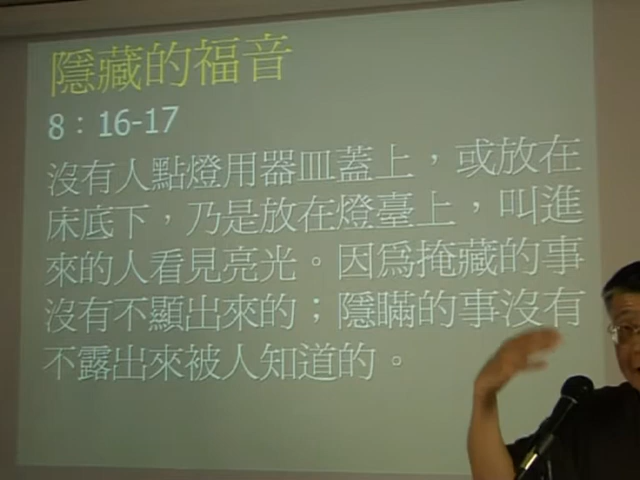 隱藏的福音
8：16-17
沒有人點燈用器皿蓋上，或放在
床底下，乃是放在燈臺上，叫進
來的人看見亮光。因爲掩藏的事
沒有不顯出來的；隱瞞的事沒有
不露出來被人知道的。